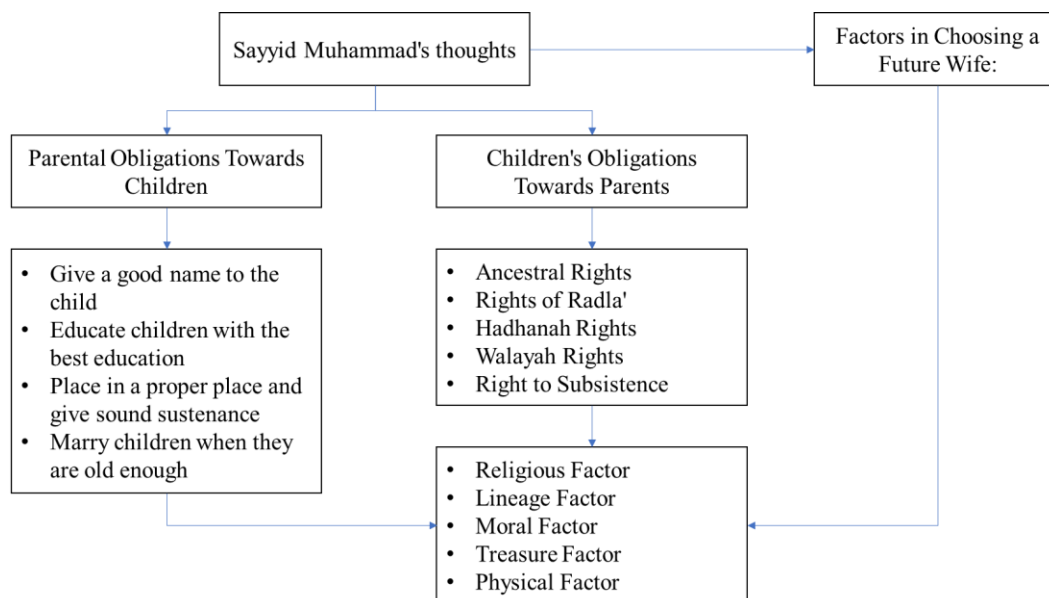 Sayyid Muhammad's thoughts
Factors in Choosing a
Future Wife:
Parental Obligations Towards
Children
Children's Obligations
Towards Parents
• Give a good name to the
child
• Educate children with the
best education
• Place in a proper place and
give sound sustenance
• Marry children when they
are old enough
• Ancestral Rights
• Rights of Radla'
• Hadhanah Rights
• Walayah Rights
• Right to Subsistence
• Religious Factor
• Lineage Factor
• Moral Factor
• Treasure Factor
• Physical Factor